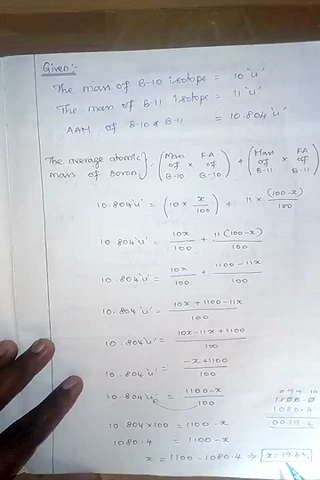 Given:-
The mass of B-10 isotope = 10 'u'
The mass of B-11 isotope = 11 'u'
AAM of B-10 & B-11 = 10.804 'u'
The average atomic mass of Boron} = (Mass of B-10 × FA of B-10) + (Mass of B-11 × FA of B-11)
10.804 'u' = (10 × x/100) + 11 × (100-x)/100
10.804 'u' = 10x/100 + 11(100-x)/100
10.804 'u' = 10x/100 + 1100-11x/100
10.804 'u' = 10x+1100-11x/100
10.804 'u' = 10x-11x+1100/100
10.804 'u' = -x+1100/100
10.804 'u' = 1100-x/100
10.804×100 = 1100-x
1080.4 = 1100-x
x = 1100-1080.4 ⇒ x=19.6%
1080.4
0019.6